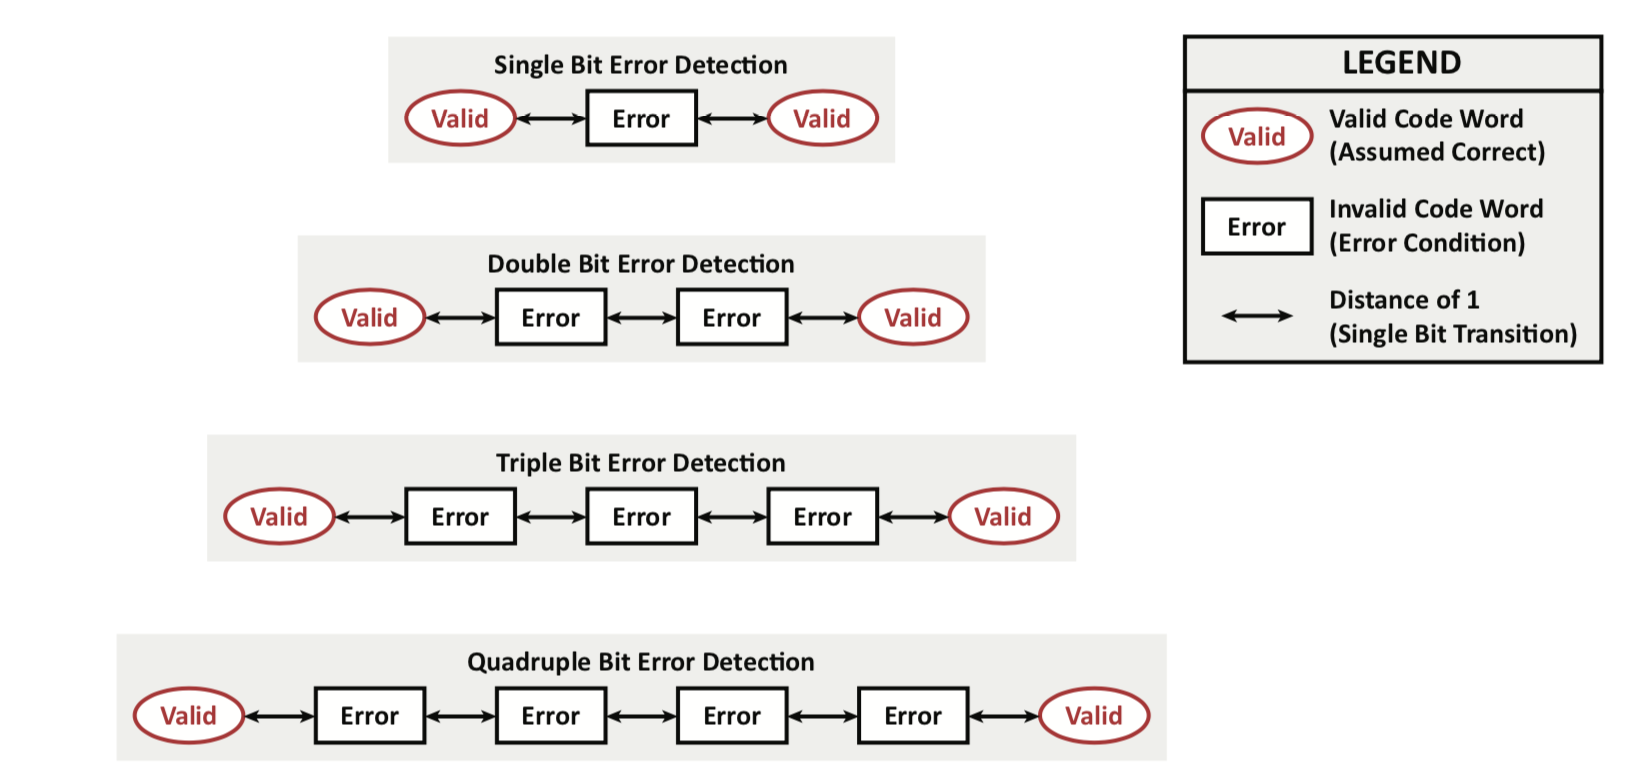 Single Bit Error Detection
Valid Error Valid
Double Bit Error Detection
Valid Error Error Valid
Triple Bit Error Detection
Valid Error Error Error Valid
Quadruple Bit Error Detection
Valid Error Error Error Error Valid
LEGEND
Valid
Valid Code Word
(Assumed Correct)
Error
Invalid Code Word
(Error Condition)
Distance of 1
(Single Bit Transition)